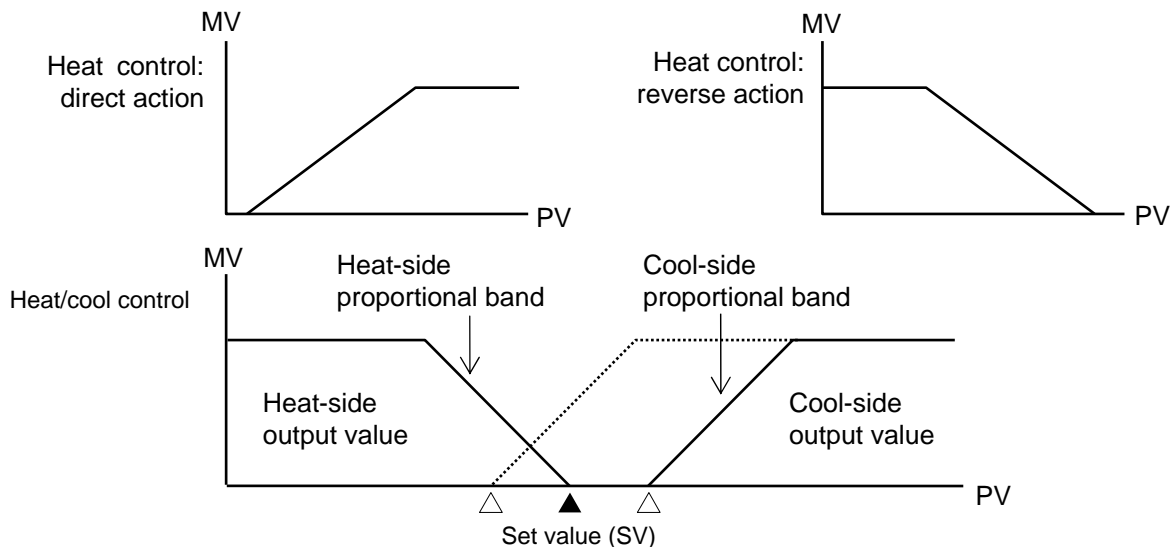 MV
Heat control:
direct action
PV
MV
Heat control:
reverse action
PV
MV
Heat/cool control
Heat-side
proportional band
Cool-side
proportional band
Heat-side
output value
Cool-side
output value
PV
Set value (SV)